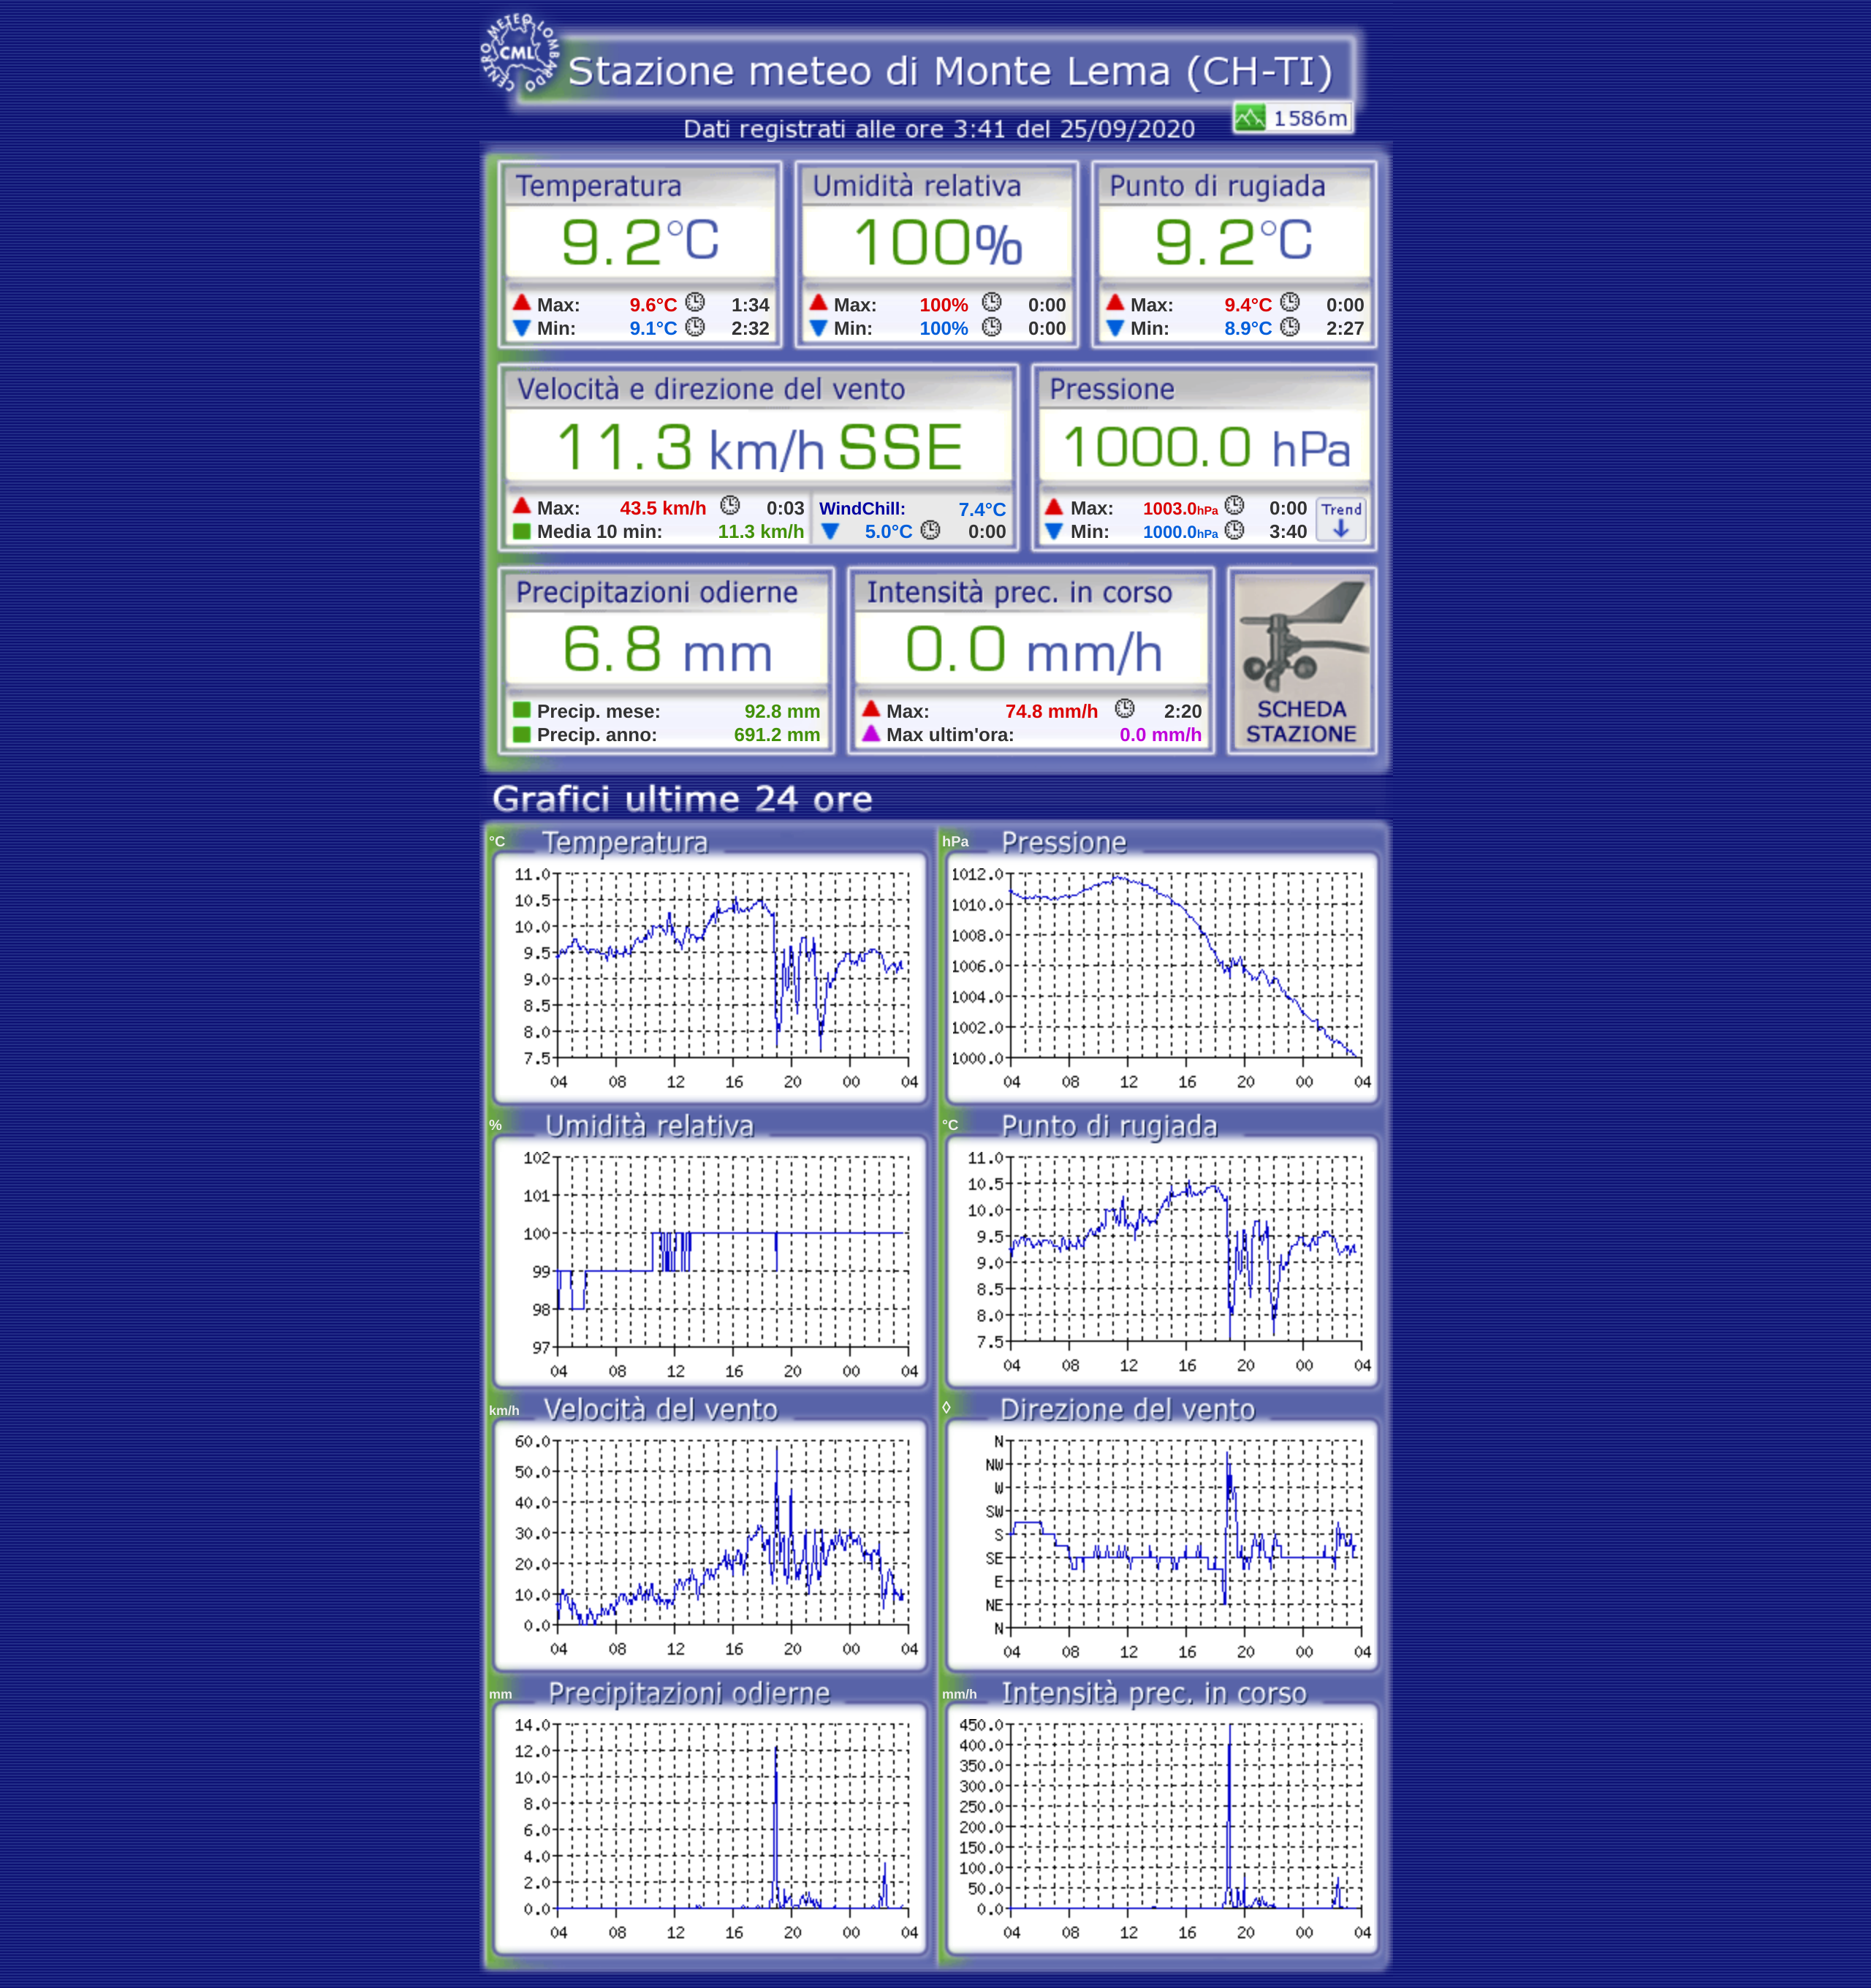 CENTRO METEO LOMBARDO
CML
Stazione meteo di Monte Lema (CH-TI)
1586m
Dati registrati alle ore 3:41 del 25/09/2020
Temperatura Umidità relativa Punto di rugiada
9.2°C 100% 9.2°C
Max: 9.6°C 1:34 Max: 100% 0:00 Max: 9.4°C 0:00
Min: 9.1°C 2:32 Min: 100% 0:00 Min: 8.9°C 2:27
Velocità e direzione del vento Pressione
11.3 km/h SSE 1000.0 hPa
Max: 43.5 km/h 0:03 WindChill: 7.4°C Max: 1003.0hPa 0:00 Trend
Media 10 min: 11.3 km/h 5.0°C 0:00 Min: 1000.0hPa 3:40
Precipitazioni odierne Intensità prec. in corso
6.8 mm 0.0 mm/h
Precip. mese: 92.8 mm Max: 74.8 mm/h 2:20 SCHEDA
Precip. anno: 691.2 mm Max ultim'ora: 0.0 mm/h STAZIONE
Grafici ultime 24 ore
°C Temperatura
11.0
10.5
10.0
9.5
9.0
8.5
8.0
7.5
04 08 12 16 20 00 04
hPa Pressione
1012.0
1010.0
1008.0
1006.0
1004.0
1002.0
1000.0
04 08 12 16 20 00 04
% Umidità relativa
102
101
100
99
98
97
04 08 12 16 20 00 04
°C Punto di rugiada
11.0
10.5
10.0
9.5
9.0
8.5
8.0
7.5
04 08 12 16 20 00 04
km/h Velocità del vento
60.0
50.0
40.0
30.0
20.0
10.0
0.0
04 08 12 16 20 00 04
◊ Direzione del vento
N
NW
W
SW
S
SE
E
NE
N
04 08 12 16 20 00 04
mm Precipitazioni odierne
14.0
12.0
10.0
8.0
6.0
4.0
2.0
0.0
04 08 12 16 20 00 04
mm/h Intensità prec. in corso
450.0
400.0
350.0
300.0
250.0
200.0
150.0
100.0
50.0
0.0
04 08 12 16 20 00 04